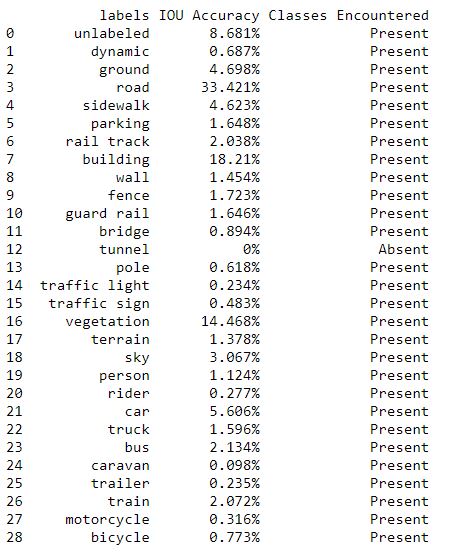 labels IOU Accuracy Classes Encountered
0 unlabeled 8.681% Present
1 dynamic 0.687% Present
2 ground 4.698% Present
3 road 33.421% Present
4 sidewalk 4.623% Present
5 parking 1.648% Present
6 rail track 2.038% Present
7 building 18.21% Present
8 wall 1.454% Present
9 fence 1.723% Present
10 guard rail 1.646% Present
11 bridge 0.894% Present
12 tunnel 0% Absent
13 pole 0.618% Present
14 traffic light 0.234% Present
15 traffic sign 0.483% Present
16 vegetation 14.468% Present
17 terrain 1.378% Present
18 sky 3.067% Present
19 person 1.124% Present
20 rider 0.277% Present
21 car 5.606% Present
22 truck 1.596% Present
23 bus 2.134% Present
24 caravan 0.098% Present
25 trailer 0.235% Present
26 train 2.072% Present
27 motorcycle 0.316% Present
28 bicycle 0.773% Present